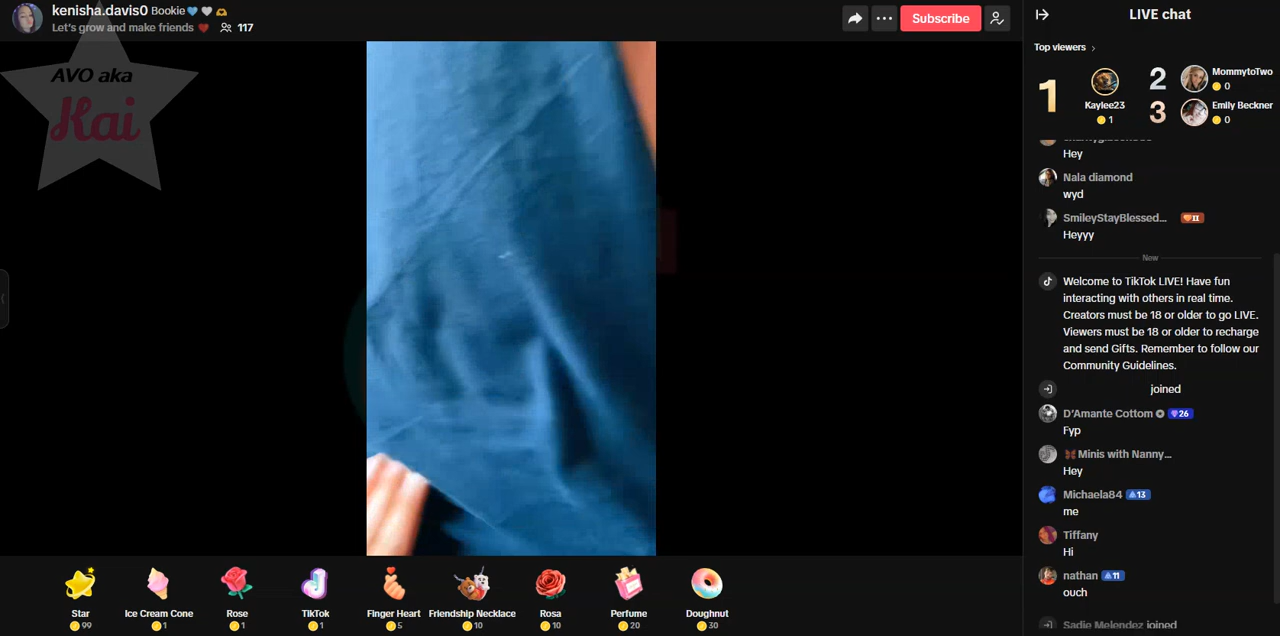 kenisha.davis0 Bookie💙🤍🫶
Let's grow and make friends ❤️ 117
Subscribe
AVO aka
Kai
LIVE chat
Top viewers
1
Kaylee23
1
2
MommytoTwo
0
3
Emily Beckner
0
Hey
Nala diamond
wyd
SmileyStayBlessed... II
Heyyy
New
Welcome to TikTok LIVE! Have fun
interacting with others in real time.
Creators must be 18 or older to go LIVE.
Viewers must be 18 or older to recharge
and send Gifts. Remember to follow our
Community Guidelines.
joined
D'Amante Cottom 26
Fyp
Minis with Nanny...
Hey
Michaela84 13
me
Tiffany
Hi
nathan 11
ouch
Sadie Melendez joined
Star
99
Ice Cream Cone
1
Rose
1
TikTok
1
Finger Heart
5
Friendship Necklace
10
Rosa
10
Perfume
20
Doughnut
30